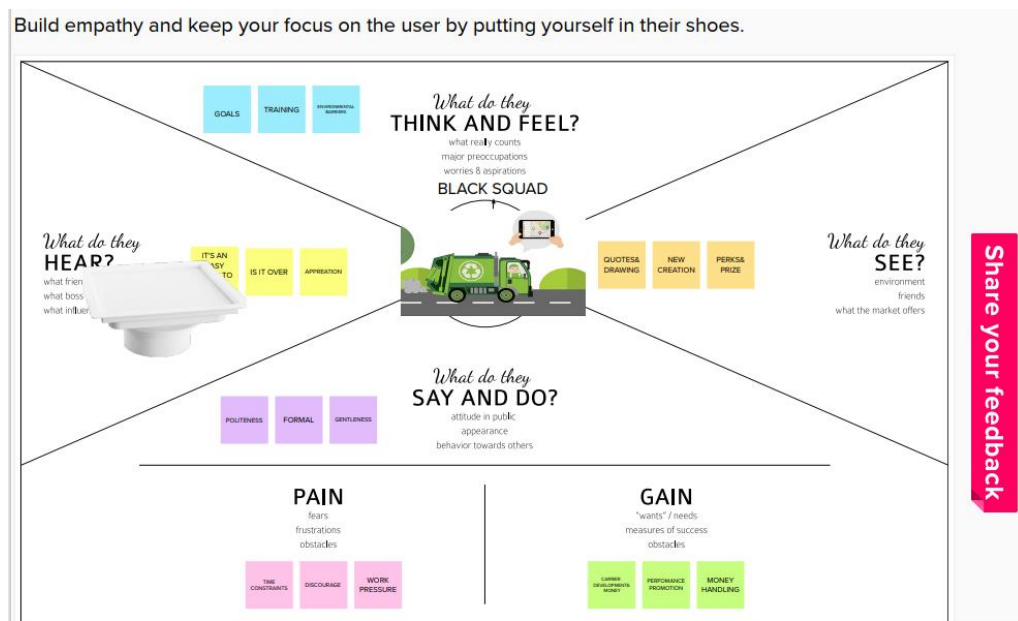 Build empathy and keep your focus on the user by putting yourself in their shoes.
GOALS
TRAINING
ENVIRONMENTAL
What do they
THINK AND FEEL?
what really counts
major preoccupations
worries & aspirations
BLACK SQUAD
What do they
HEAR?
what
what boss
what
IT'S AN
TO
IS IT OVER
APPREATION
QUOTES&
DRAWING
NEW
CREATION
PERKS&
PRIZE
What do they
SEE?
environment
friends
what the market offers
What do they
SAY AND DO?
attitude in public
appearance
behavior towards others
POLITENESS
FORMAL
GENTLENESS
PAIN
fears
frustrations
obstacles
TIME
CONSTRAINTS
DISCOURAGE
WORK
PRESSURE
GAIN
"wants" / needs
measures of success
obstacles
CARRER
DEVELOPMENT&
MONEY
PERFOMANCE
PROMOTION
MONEY
HANDLING
Share your feedback